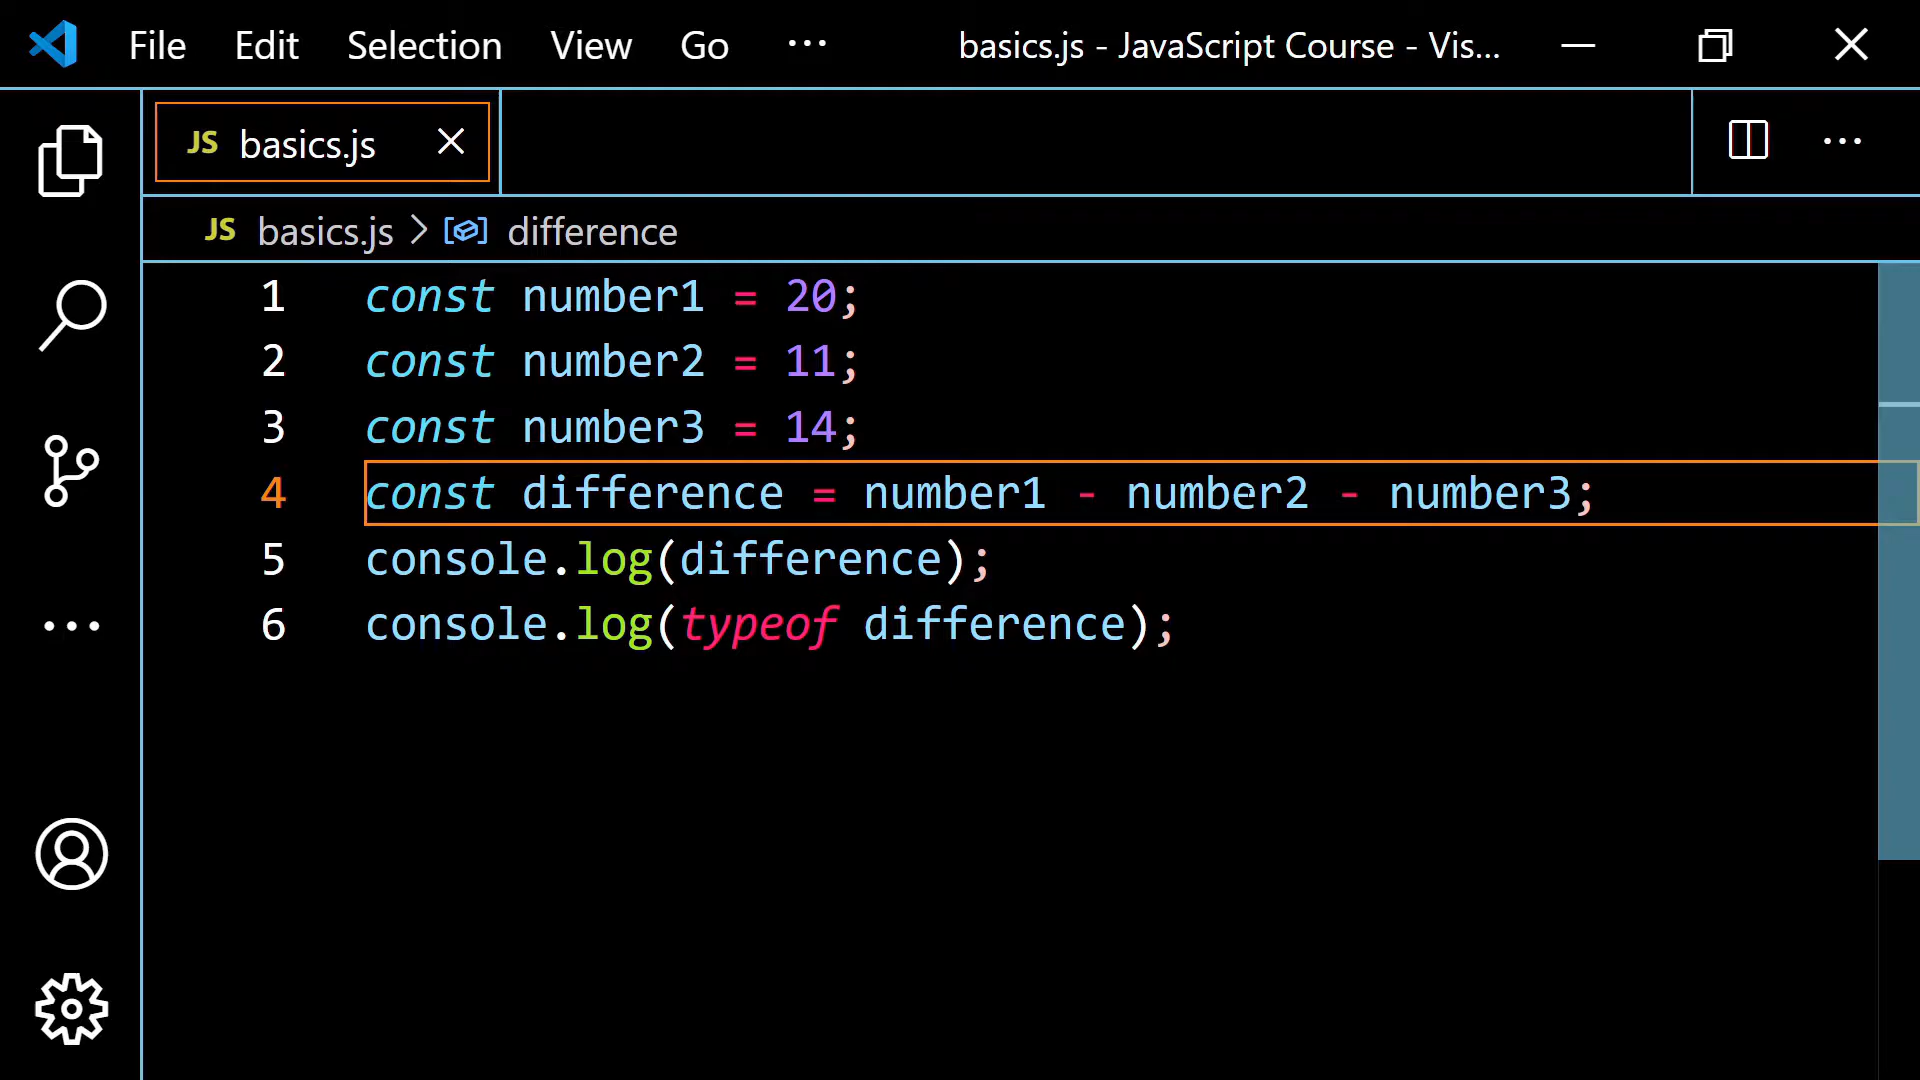 File Edit Selection View Go ··· basics.js - JavaScript Course - Vis...
JS basics.js
JS basics.js > difference
1 const number1 = 20;
2 const number2 = 11;
3 const number3 = 14;
4 const difference = number1 - number2 - number3;
5 console.log(difference);
6 console.log(typeof difference);